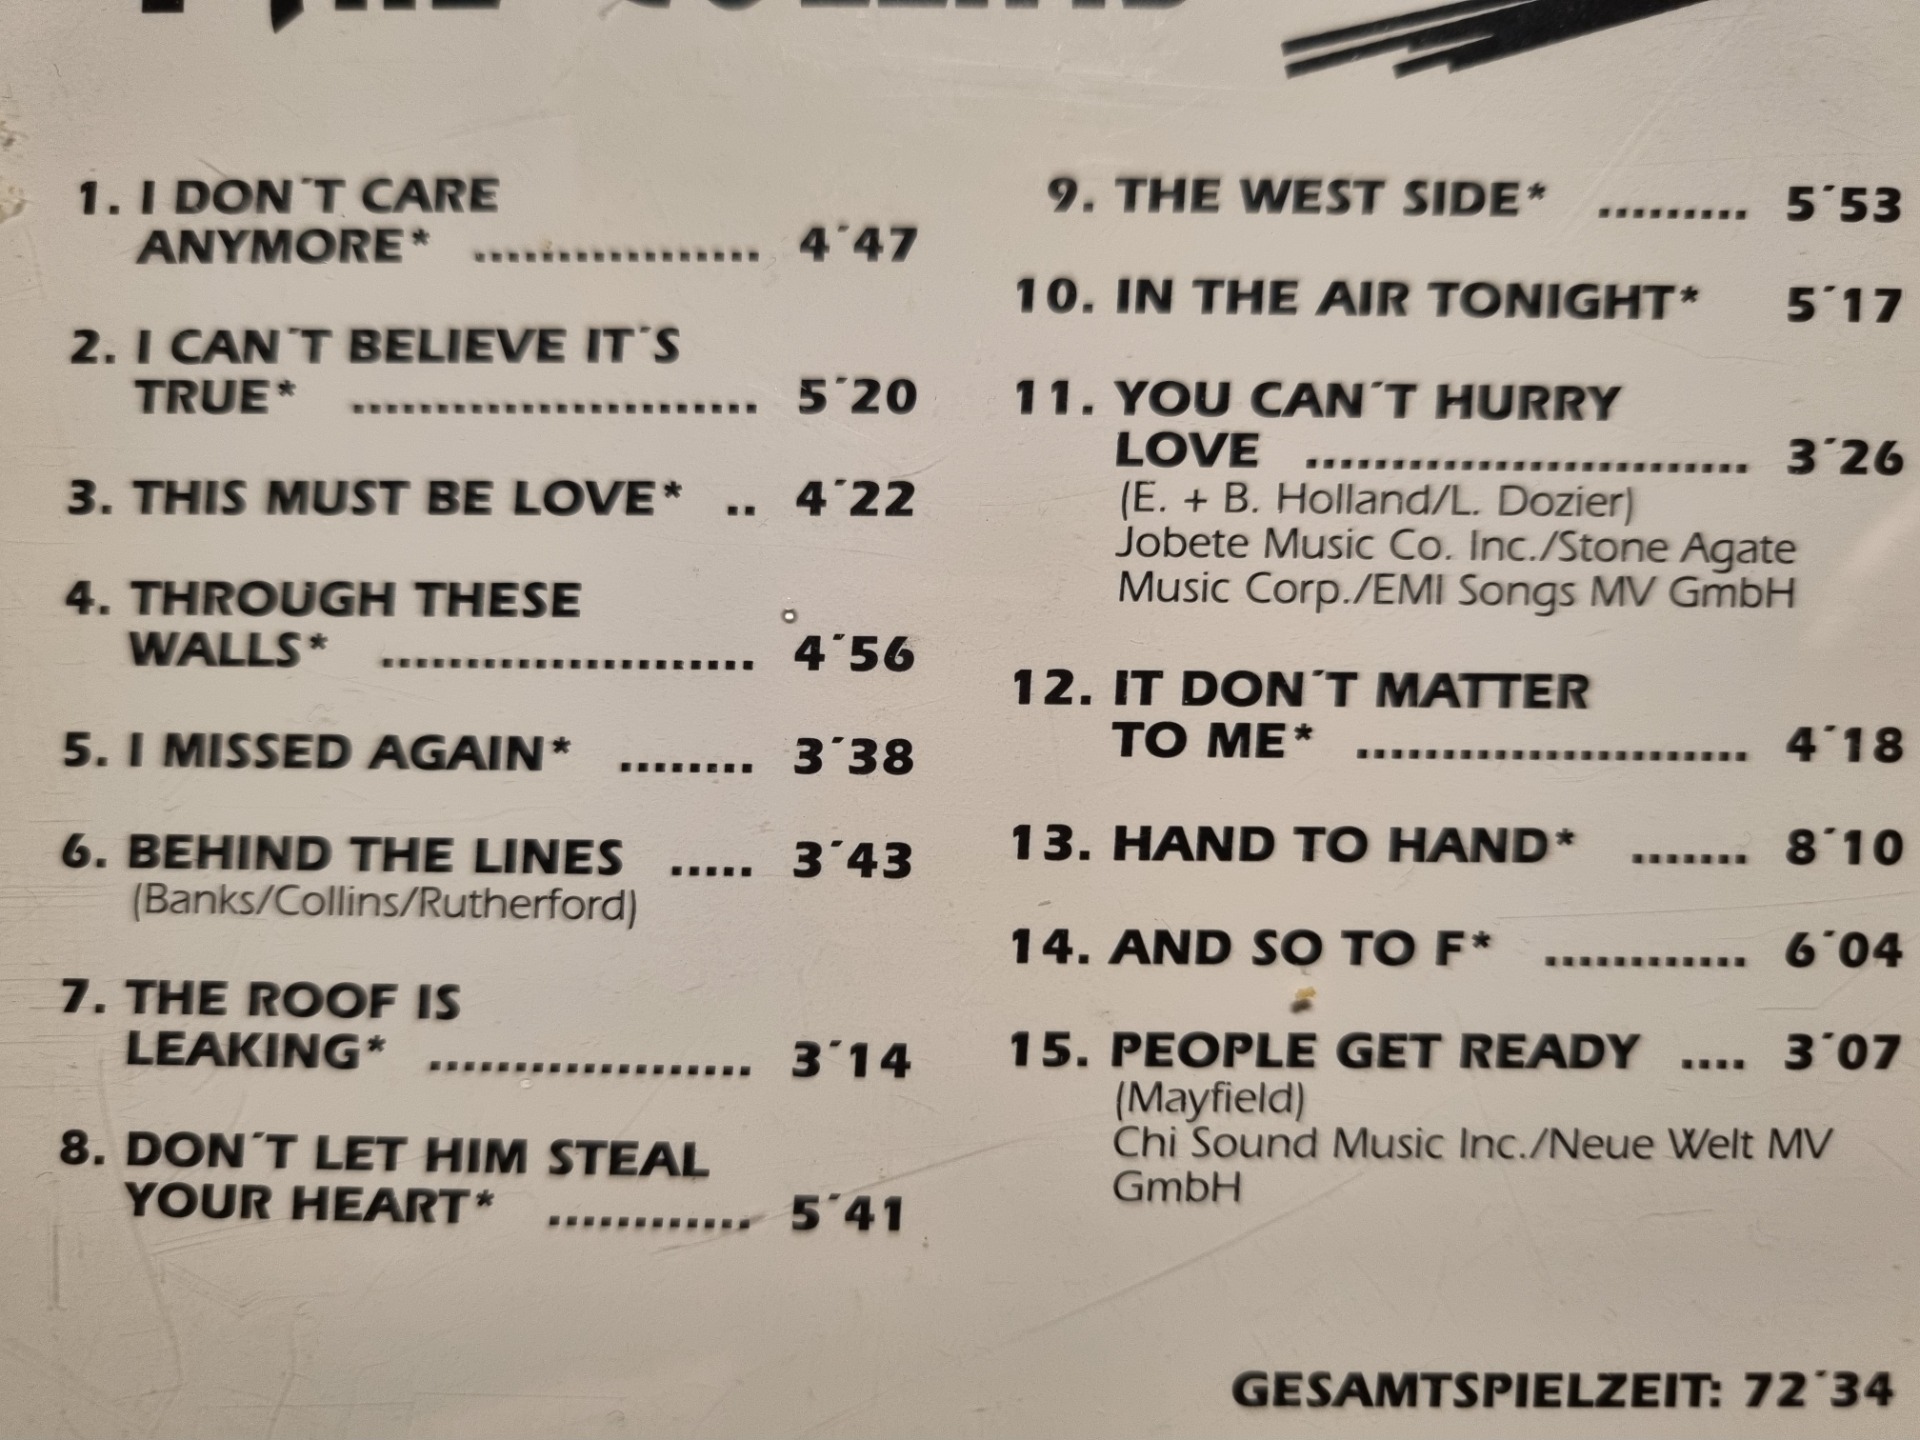 1. I DON´T CARE
ANYMORE* ................. 4´47
2. I CAN´T BELIEVE IT´S
TRUE* ........................ 5´20
3. THIS MUST BE LOVE* .. 4´22
4. THROUGH THESE
WALLS* ...................... 4´56
5. I MISSED AGAIN* ........ 3´38
6. BEHIND THE LINES ..... 3´43
(Banks/Collins/Rutherford)
7. THE ROOF IS
LEAKING* ................... 3´14
8. DON´T LET HIM STEAL
YOUR HEART* ............ 5´41
9. THE WEST SIDE* ......... 5´53
10. IN THE AIR TONIGHT* 5´17
11. YOU CAN´T HURRY
LOVE .......................... 3´26
(E. + B. Holland/L. Dozier)
Jobete Music Co. Inc./Stone Agate
Music Corp./EMI Songs MV GmbH
12. IT DON´T MATTER
TO ME* ....................... 4´18
13. HAND TO HAND* ....... 8´10
14. AND SO TO F* ............ 6´04
15. PEOPLE GET READY .... 3´07
(Mayfield)
Chi Sound Music Inc./Neue Welt MV
GmbH
GESAMTSPIELZEIT: 72´34